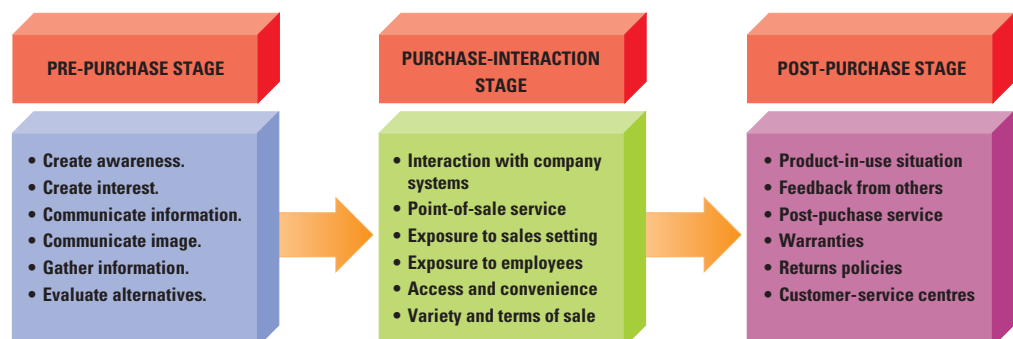 PRE-PURCHASE STAGE
• Create awareness.
• Create interest.
• Communicate information.
• Communicate image.
• Gather information.
• Evaluate alternatives.
PURCHASE-INTERACTION
STAGE
• Interaction with company
systems
• Point-of-sale service
• Exposure to sales setting
• Exposure to employees
• Access and convenience
• Variety and terms of sale
POST-PURCHASE STAGE
• Product-in-use situation
• Feedback from others
• Post-puchase service
• Warranties
• Returns policies
• Customer-service centres